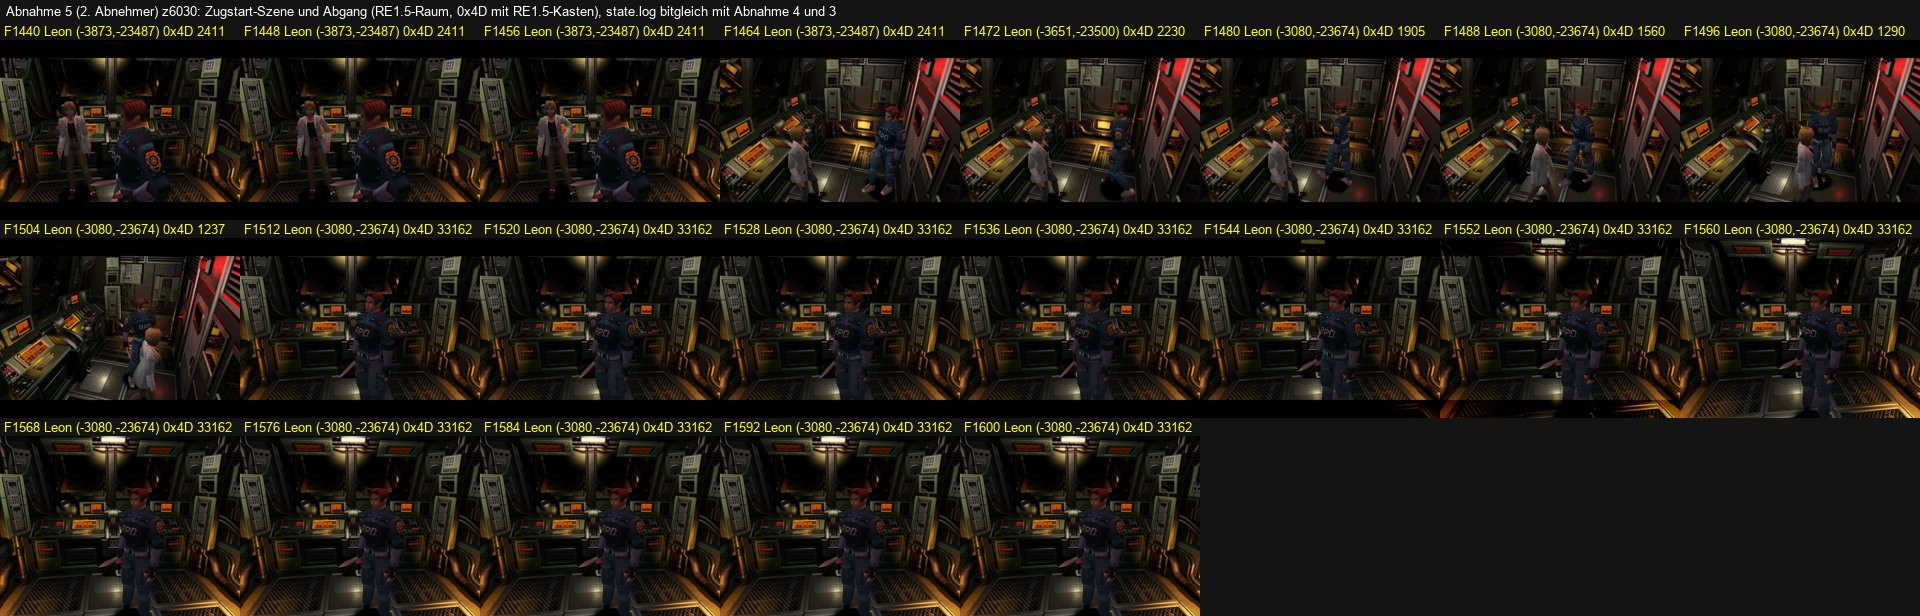 Abnahme 5 (2. Abnehmer) z6030: Zugstart-Szene und Abgang (RE1.5-Raum, 0x4D mit RE1.5-Kasten), state.log bitgleich mit Abnahme 4 und 3
F1440 Leon (-3873,-23487) 0x4D 2411 F1448 Leon (-3873,-23487) 0x4D 2411 F1456 Leon (-3873,-23487) 0x4D 2411 F1464 Leon (-3873,-23487) 0x4D 2411 F1472 Leon (-3651,-23500) 0x4D 2230 F1480 Leon (-3080,-23674) 0x4D 1905 F1488 Leon (-3080,-23674) 0x4D 1560 F1496 Leon (-3080,-23674) 0x4D 1290
F1504 Leon (-3080,-23674) 0x4D 1237 F1512 Leon (-3080,-23674) 0x4D 33162 F1520 Leon (-3080,-23674) 0x4D 33162 F1528 Leon (-3080,-23674) 0x4D 33162 F1536 Leon (-3080,-23674) 0x4D 33162 F1544 Leon (-3080,-23674) 0x4D 33162 F1552 Leon (-3080,-23674) 0x4D 33162 F1560 Leon (-3080,-23674) 0x4D 33162
F1568 Leon (-3080,-23674) 0x4D 33162 F1576 Leon (-3080,-23674) 0x4D 33162 F1584 Leon (-3080,-23674) 0x4D 33162 F1592 Leon (-3080,-23674) 0x4D 33162 F1600 Leon (-3080,-23674) 0x4D 33162